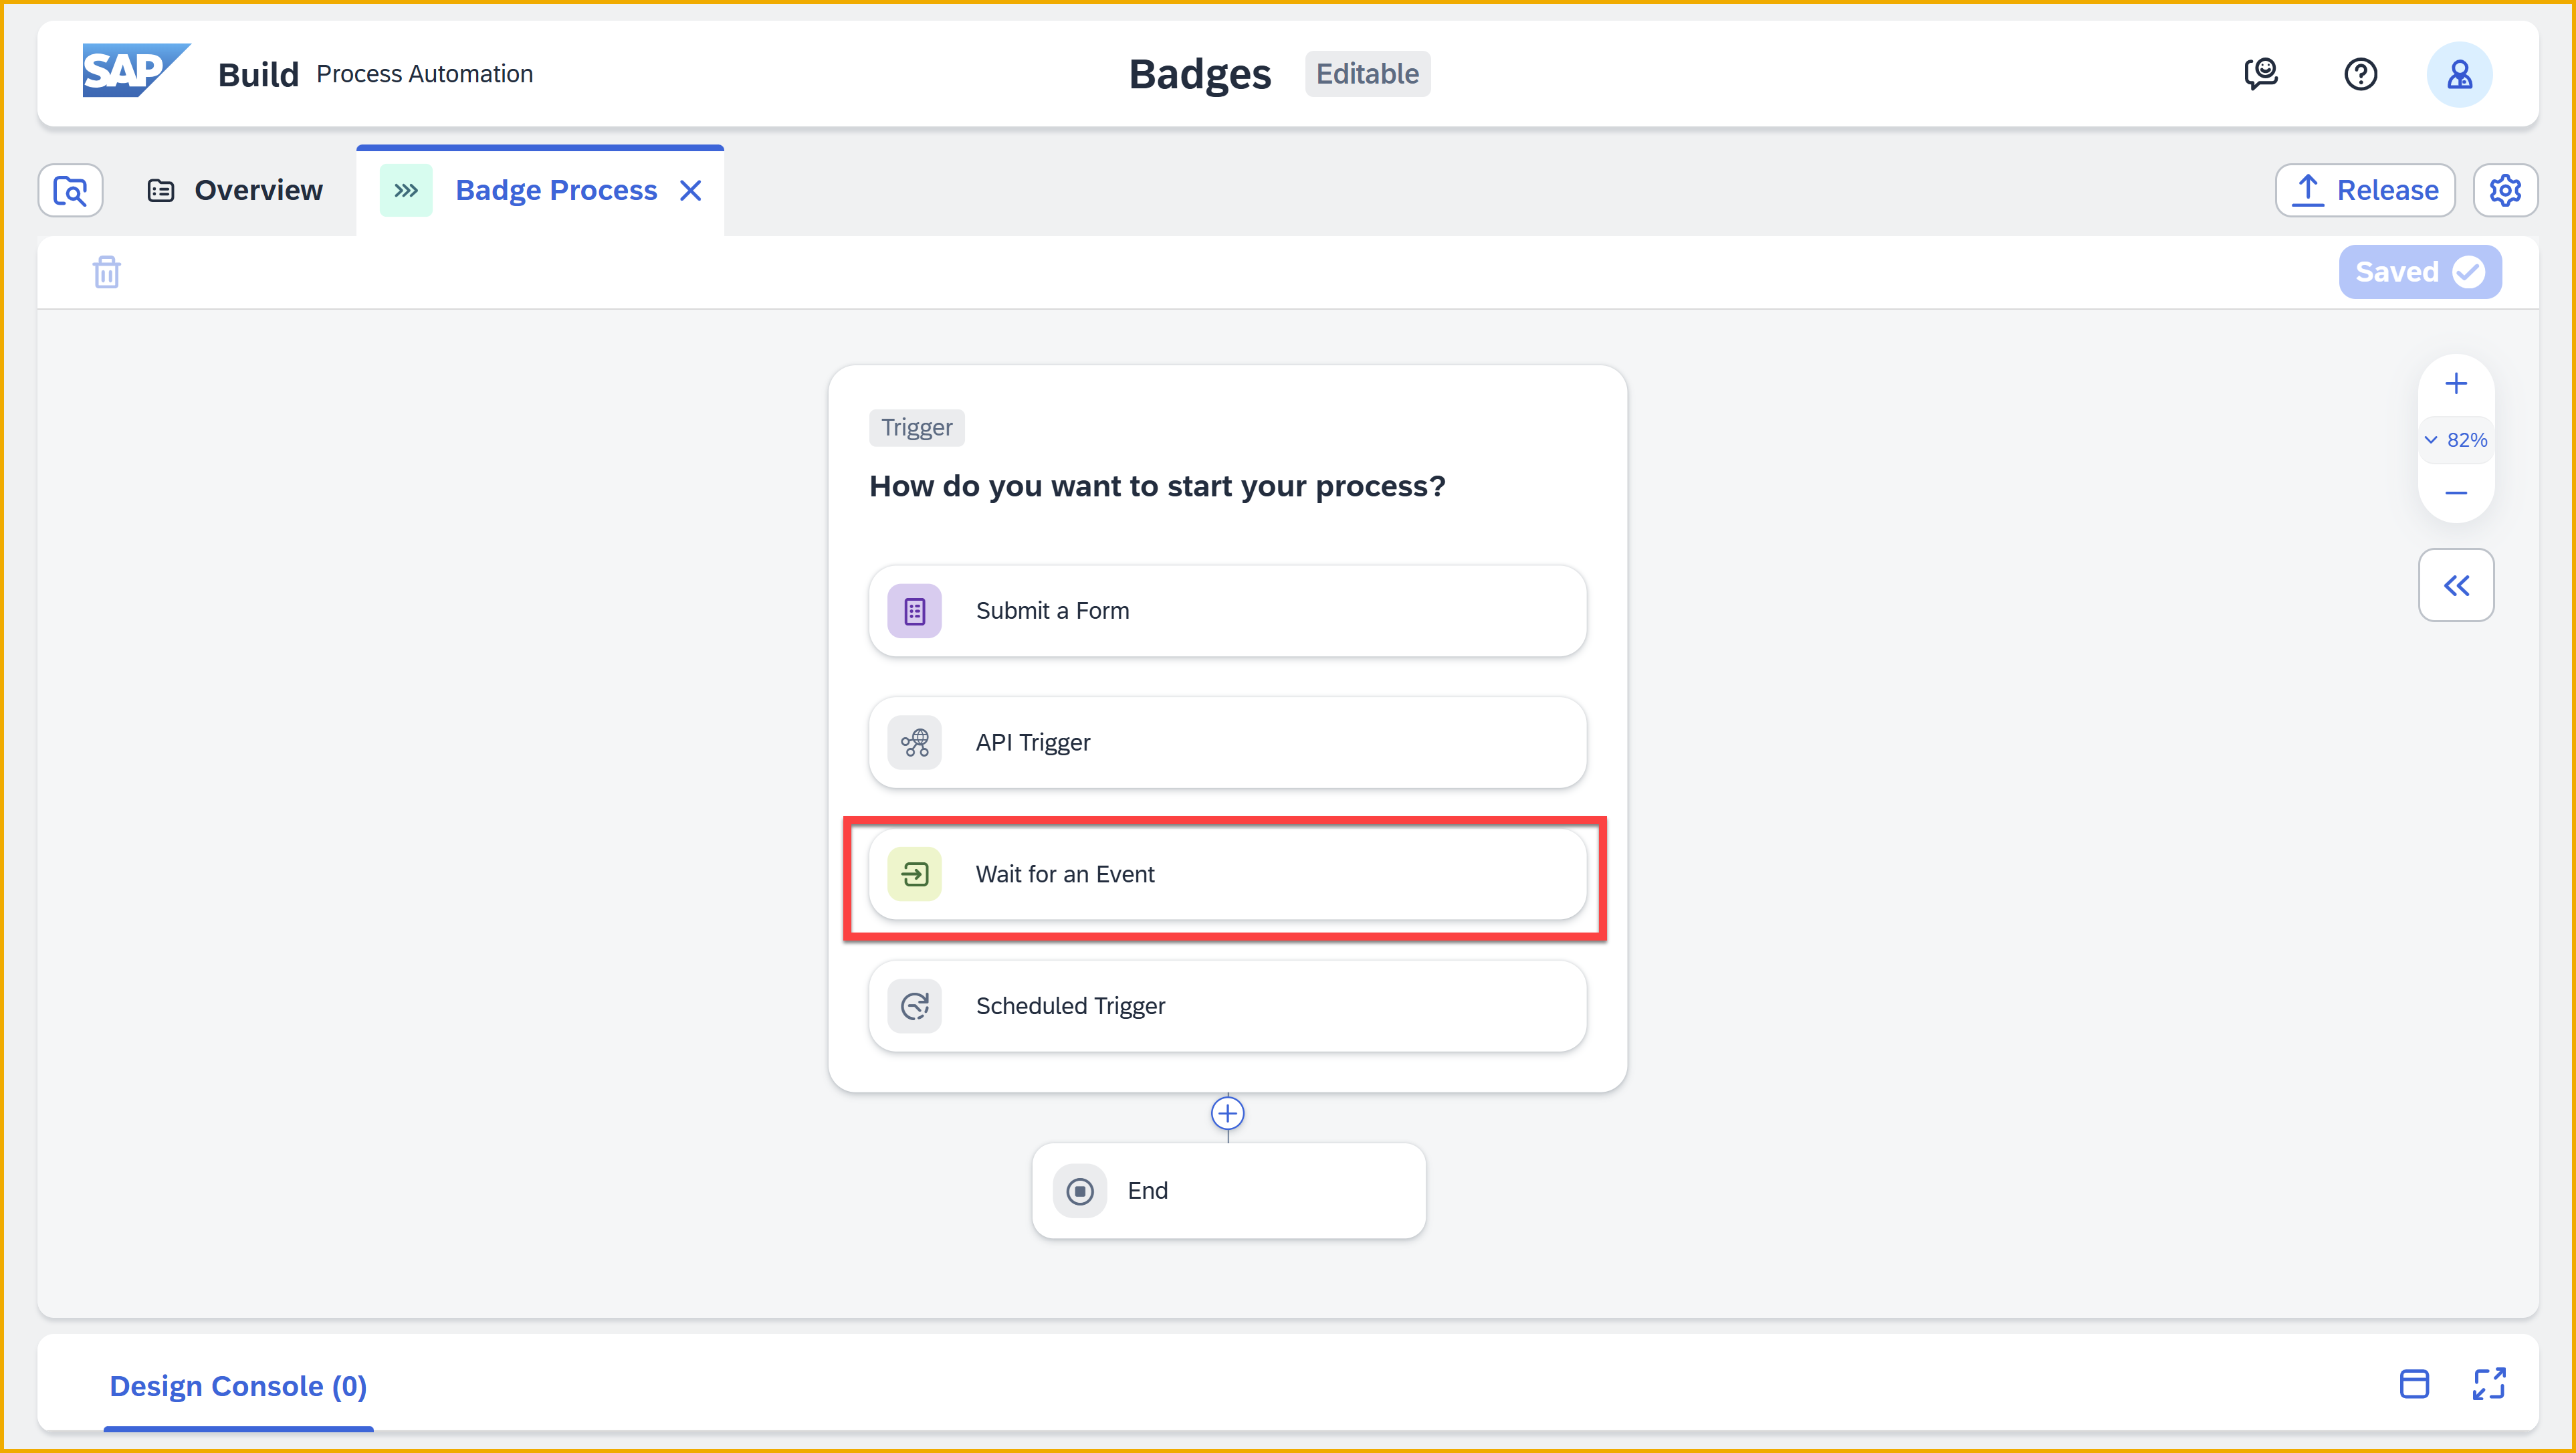 SAP Build Process Automation
Badges Editable
Overview
Badge Process
Release
Saved
Trigger
How do you want to start your process?
82%
Submit a Form
API Trigger
Wait for an Event
Scheduled Trigger
End
Design Console (0)